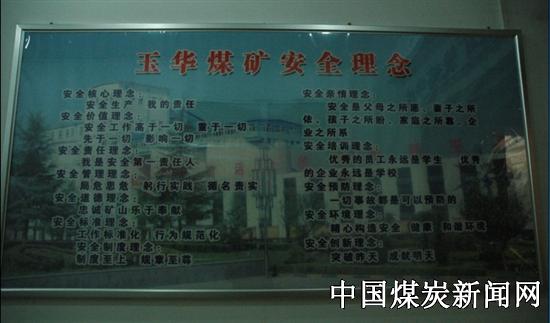 玉华煤矿安全理念
安全核心理念：
安全生产 我的责任
安全价值理念：
安全工作高于一切 重于一切
先于一切 影响一切
安全责任理念：
我是安全第一责任人
安全管理理念：
居危思危 躬行实践 循名责实
安全道德理念：
忠诚矿山乐于奉献
安全标准理念：
工作标准化 行为规范化
安全制度理念：
制度至上 规章至尊
安全亲情理念：
安全是父母之所愿、妻子之所
依、孩子之所盼、家庭之所靠、企
业之所系
安全培训理念：
优秀的员工永远是学生 优秀
的企业永远是学校
安全预防理念：
一切事故都是可以预防的
安全环境理念：
精心构造安全 健康 和谐环境
安全创新理念：
突破昨天 成就明天
中国煤炭新闻网